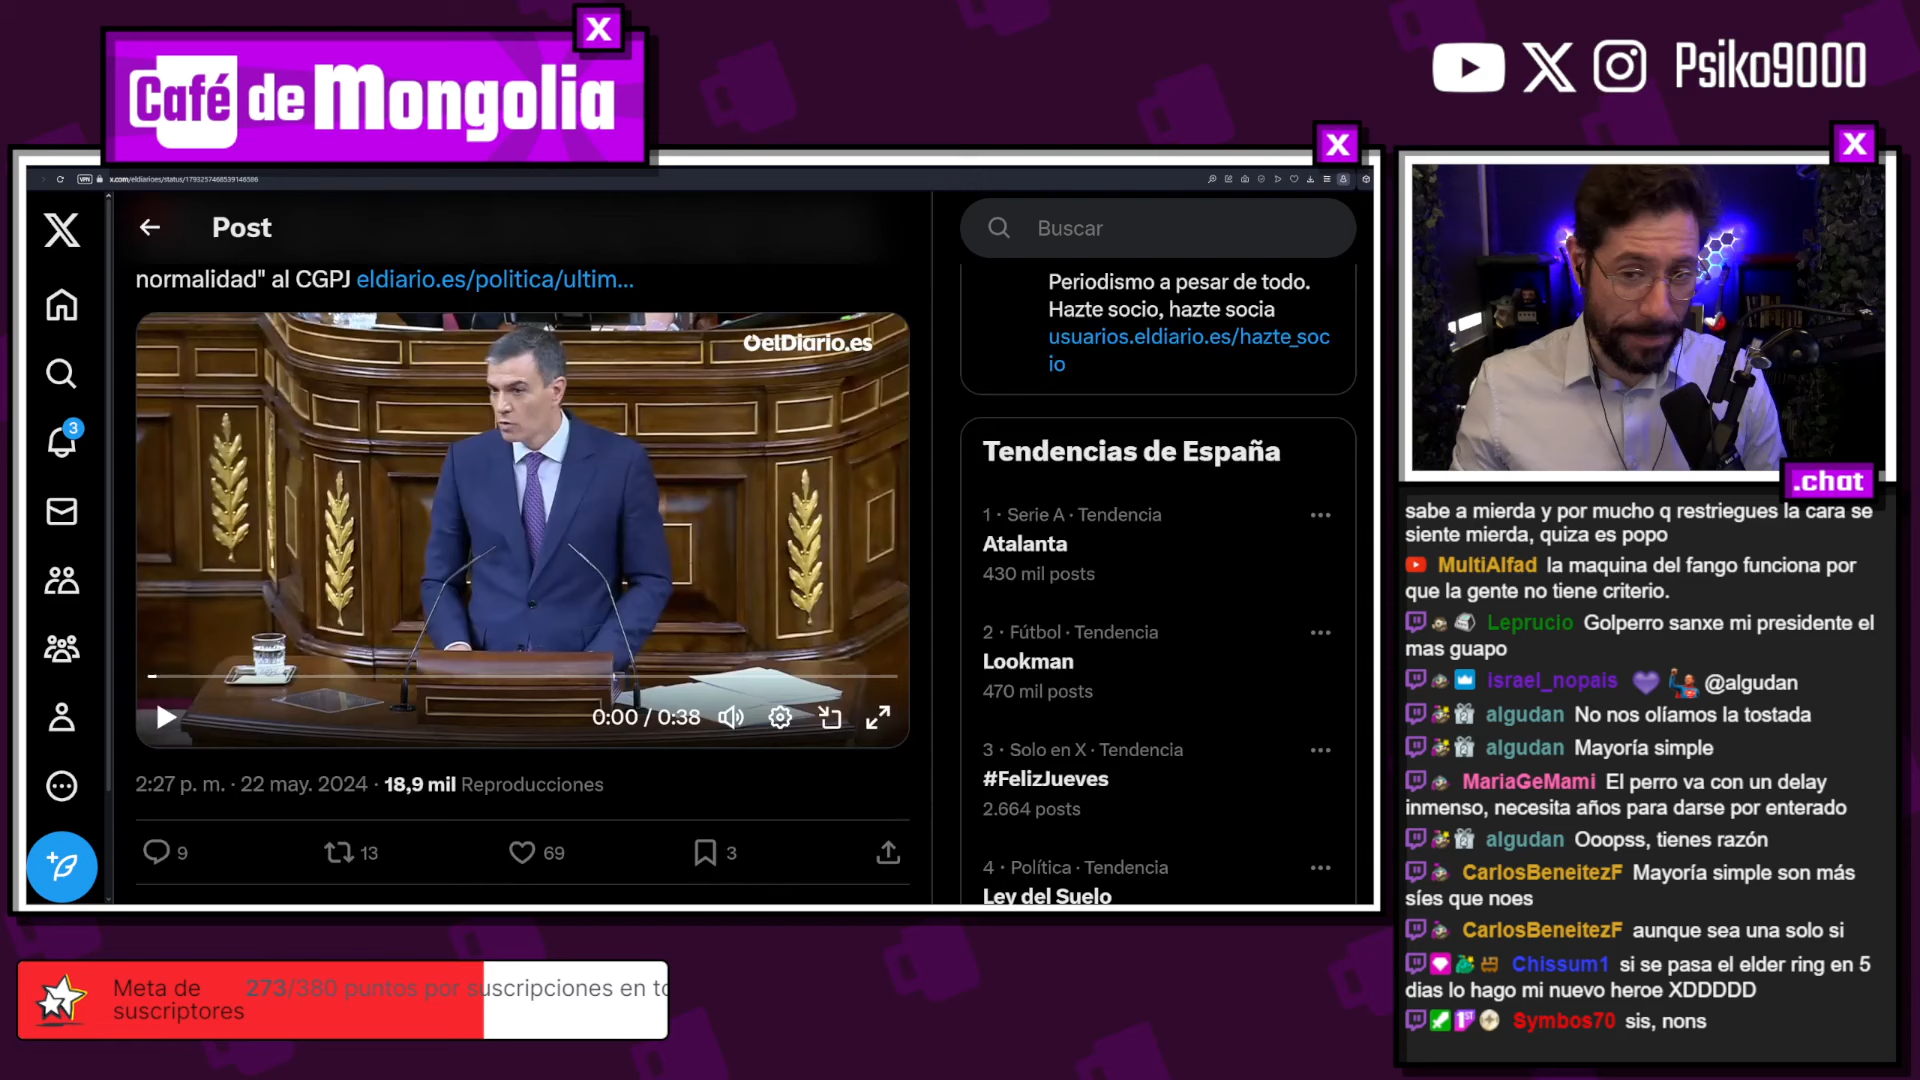 Café de Mongolia
X
Psiko9000
X
X
VPN
x.com/eldiarioes/status/1793257468539146586
Post
normalidad" al CGPJ eldiario.es/politica/ultim...
elDiario.es
0:00 / 0:38
2:27 p. m. · 22 may. 2024 · 18,9 mil Reproducciones
9
13
69
3
3
Buscar
Periodismo a pesar de todo.
Hazte socio, hazte socia
usuarios.eldiario.es/hazte_soc
io
Tendencias de España
1 · Serie A · Tendencia
Atalanta
430 mil posts
2 · Fútbol · Tendencia
Lookman
470 mil posts
3 · Solo en X · Tendencia
#FelizJueves
2.664 posts
4 · Política · Tendencia
Ley del Suelo
.chat
sabe a mierda y por mucho q restriegues la cara se
siente mierda, quiza es popo
MultiAlfad la maquina del fango funciona por
que la gente no tiene criterio.
Leprucio Golperro sanxe mi presidente el
mas guapo
israel_nopais @algudan
algudan No nos olíamos la tostada
algudan Mayoría simple
MariaGeMami El perro va con un delay
inmenso, necesita años para darse por enterado
algudan Ooopss, tienes razón
CarlosBeneitezF Mayoría simple son más
síes que noes
CarlosBeneitezF aunque sea una solo si
Chissum1 si se pasa el elder ring en 5
dias lo hago mi nuevo heroe XDDDDD
1ST Symbos70 sis, nons
Meta de
suscriptores
273/380 puntos por suscripciones en to